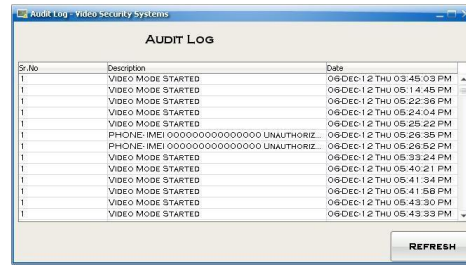 Audit Log - Video Security Systems
AUDIT LOG
Sr.No Description Date
1 VIDEO MODE STARTED 06-DEC-12 THU 03:45:03 PM
1 VIDEO MODE STARTED 06-DEC-12 THU 05:14:45 PM
1 VIDEO MODE STARTED 06-DEC-12 THU 05:22:36 PM
1 VIDEO MODE STARTED 06-DEC-12 THU 05:24:04 PM
1 VIDEO MODE STARTED 06-DEC-12 THU 05:25:22 PM
1 PHONE-IMEI 000000000000000 UNAUTHORIZ... 06-DEC-12 THU 05:26:35 PM
1 PHONE-IMEI 000000000000000 UNAUTHORIZ... 06-DEC-12 THU 05:26:52 PM
1 VIDEO MODE STARTED 06-DEC-12 THU 05:33:24 PM
1 VIDEO MODE STARTED 06-DEC-12 THU 05:40:21 PM
1 VIDEO MODE STARTED 06-DEC-12 THU 05:41:34 PM
1 VIDEO MODE STARTED 06-DEC-12 THU 05:41:58 PM
1 VIDEO MODE STARTED 06-DEC-12 THU 05:43:30 PM
1 VIDEO MODE STARTED 06-DEC-12 THU 05:43:33 PM
REFRESH